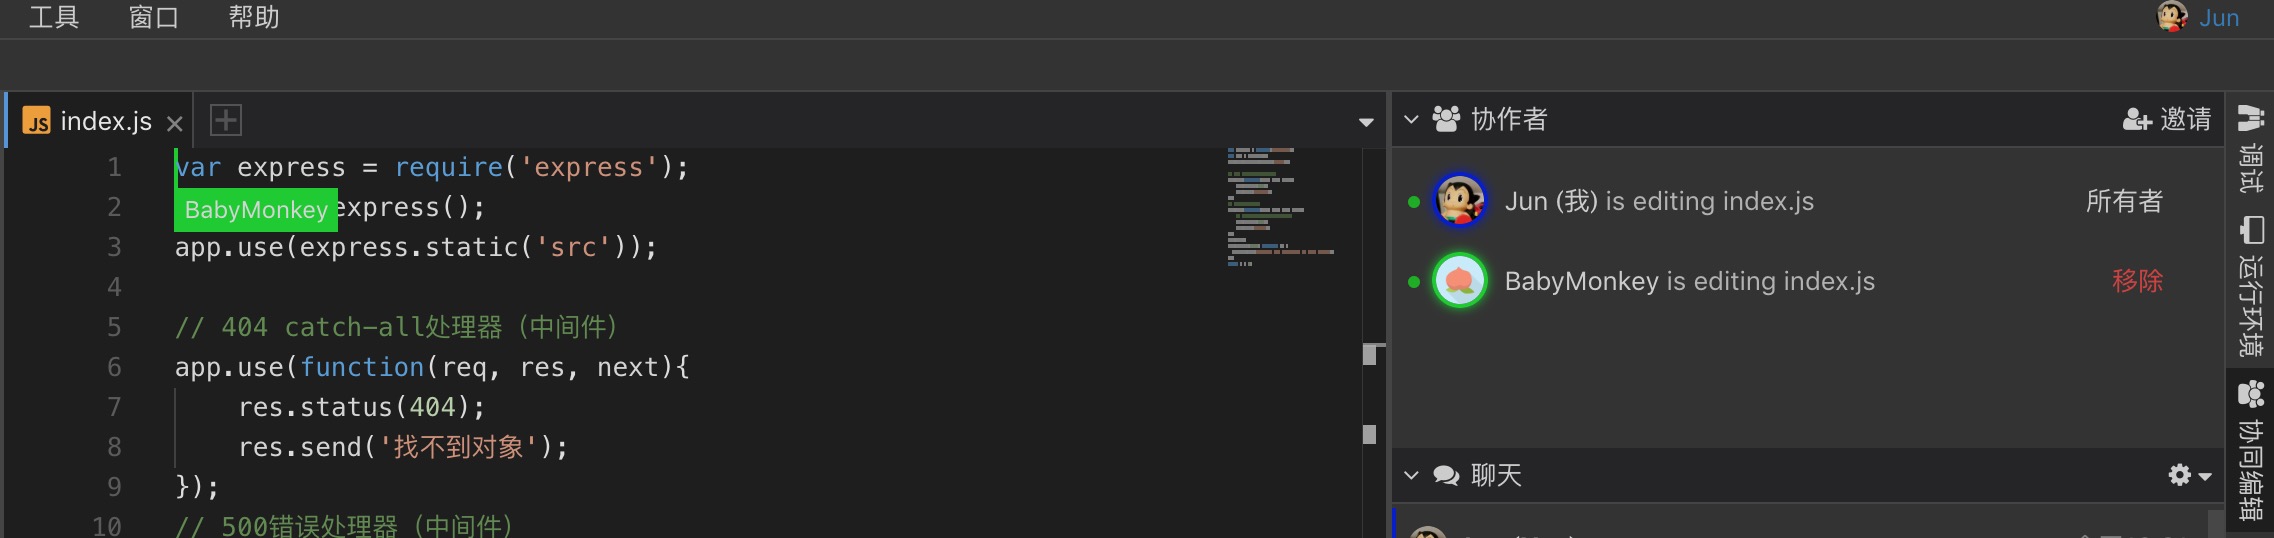 工具 窗口 帮助 Jun
JS index.js
1 var express = require('express');
2 BabyMonkey express();
3 app.use(express.static('src'));
4
5 // 404 catch-all处理器（中间件）
6 app.use(function(req, res, next){
7 res.status(404);
8 res.send('找不到对象');
9 });
10 // 500错误处理器（中间件）
协作者 邀请
Jun (我) is editing index.js 所有者
BabyMonkey is editing index.js 移除
聊天
调试
运行环境
协同编辑